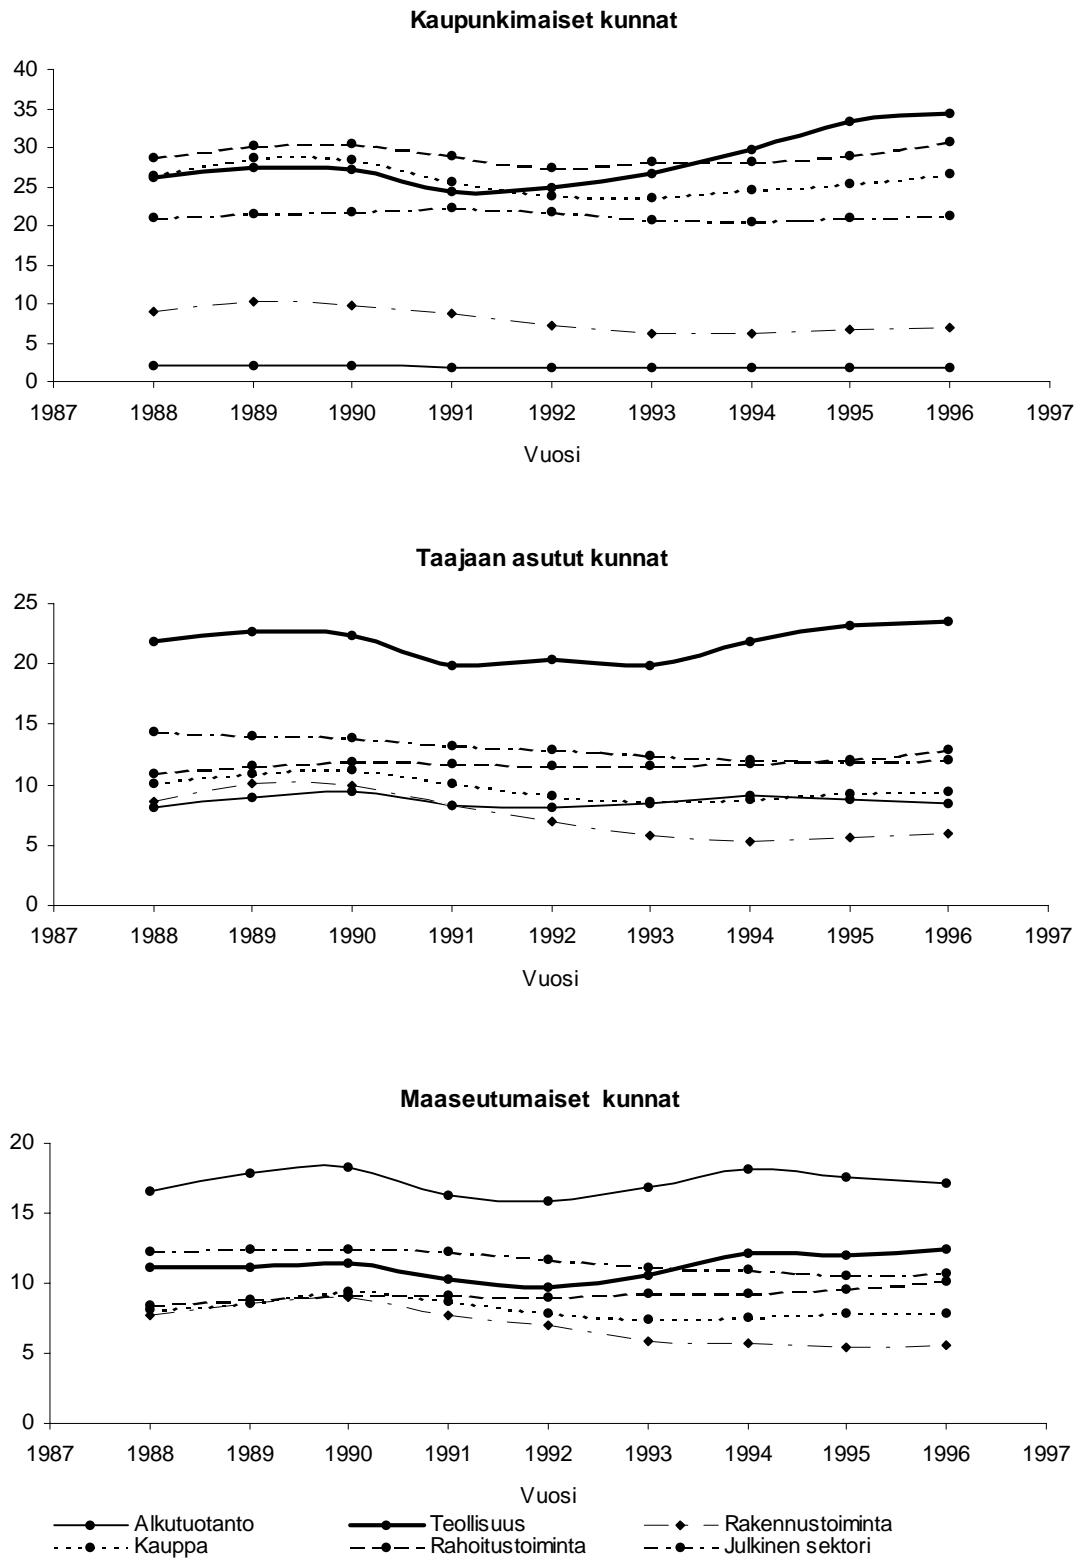 Kaupunkimaiset kunnat
40
35
30
25
20
15
10
5
0
1987 1988 1989 1990 1991 1992 1993 1994 1995 1996 1997
Vuosi
Taajaan asutut kunnat
25
20
15
10
5
0
1987 1988 1989 1990 1991 1992 1993 1994 1995 1996 1997
Vuosi
Maaseutumaiset kunnat
20
15
10
5
0
1987 1988 1989 1990 1991 1992 1993 1994 1995 1996 1997
Vuosi
Alkutuotanto Teollisuus Rakennustoiminta
Kauppa Rahoitustoiminta Julkinen sektori